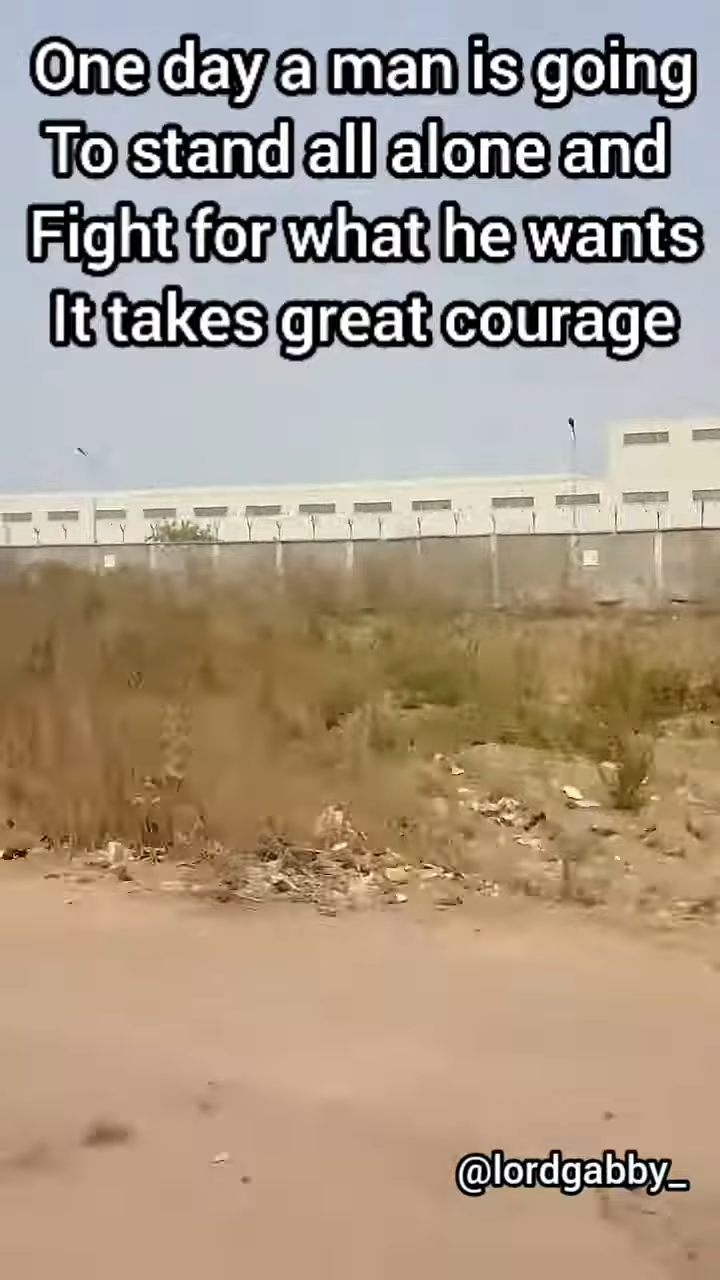 One day a man is going
To stand all alone and
Fight for what he wants
It takes great courage
@lordgabby_